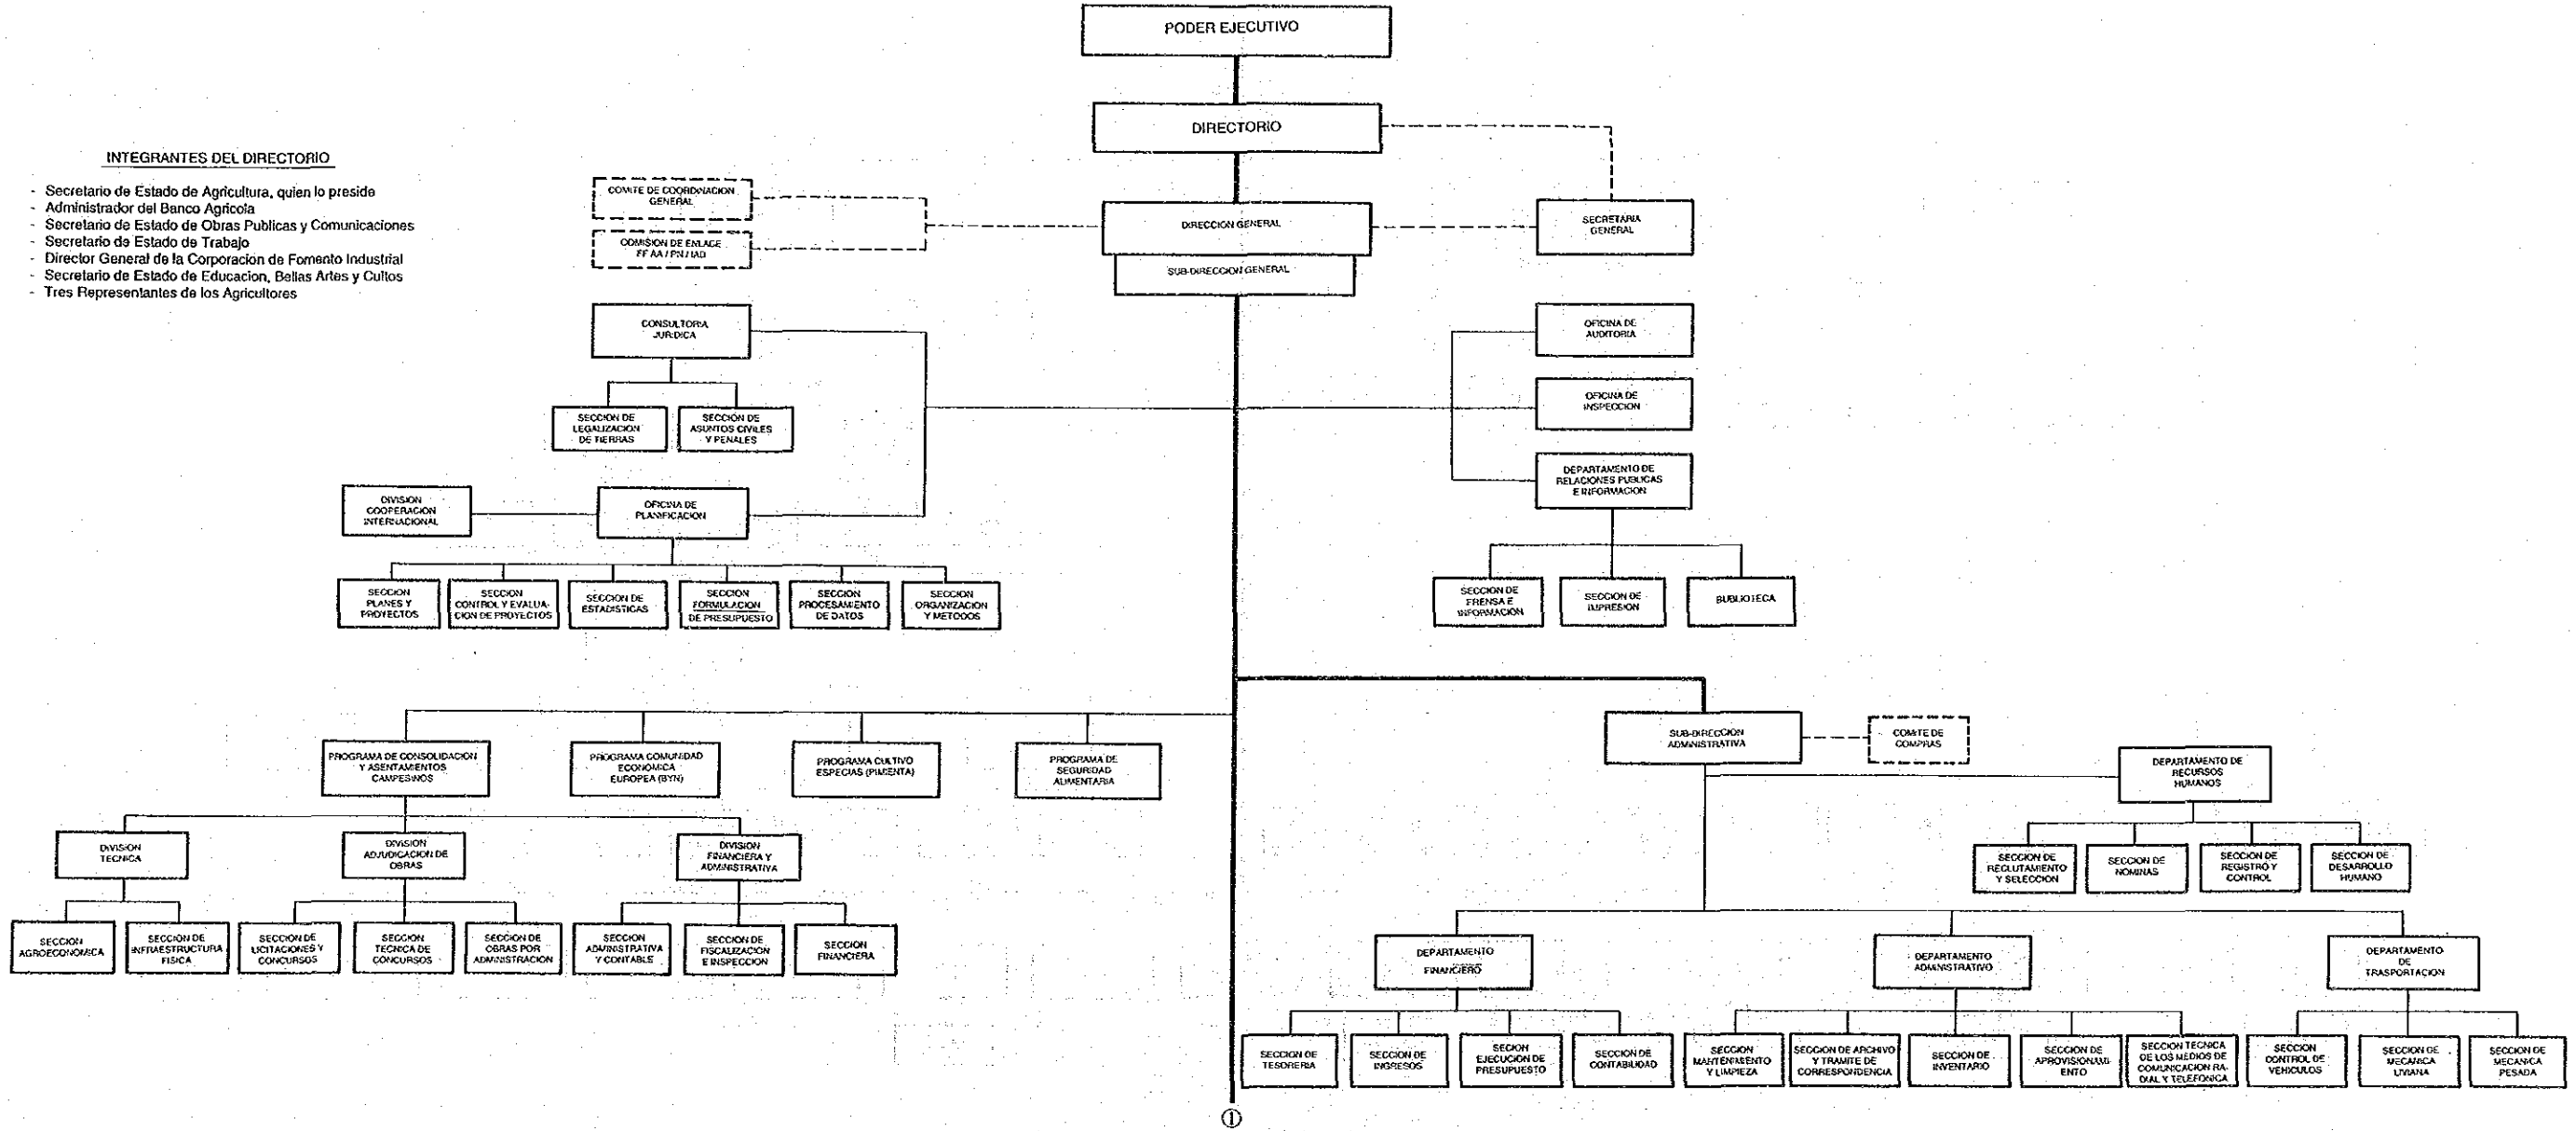 PODER EJECUTIVO
DIRECTORIO
INTEGRANTES DEL DIRECTORIO
- Secretario de Estado de Agricultura, quien lo preside
- Administrador del Banco Agricola
- Secretario de Estado de Obras Publicas y Comunicaciones
- Secretario de Estado de Trabajo
- Director General de la Corporacion de Fomento Industrial
- Secretario de Estado de Educacion, Bellas Artes y Cultos
- Tres Representantes de los Agricultores
COMITE DE COORDINACION
GENERAL
COMISION DE ENLACE
FF AA / PN / IAD
DIRECCION GENERAL
SUB-DIRECCION GENERAL
SECRETARIA
GENERAL
CONSULTORIA
JURIDICA
SECCION DE
LEGALIZACION
DE TIERRAS
SECCION DE
ASUNTOS CIVILES
Y PENALES
OFICINA DE
AUDITORIA
OFICINA DE
INSPECCION
DEPARTAMENTO DE
RELACIONES PUBLICAS
E INFORMACION
DIVISION
COOPERACION
INTERNACIONAL
OFICINA DE
PLANIFICACION
SECCION
PLANES Y
PROYECTOS
SECCION
CONTROL Y EVALUA-
CION DE PROYECTOS
SECCION DE
ESTADISTICAS
SECCION
FORMULACION
DE PRESUPUESTO
SECCION
PROCESAMIENTO
DE DATOS
SECCION
ORGANIZACION
Y METODOS
SECCION DE
PRENSA E
INFORMACION
SECCION DE
IMPRESION
BIBLIOTECA
PROGRAMA DE CONSOLIDACION
Y ASENTAMIENTOS
CAMPESINOS
PROGRAMA COMUNIDAD
ECONOMICA
EUROPEA (BYN)
PROGRAMA CULTIVO
ESPECIAS (PIMIENTA)
PROGRAMA DE
SEGURIDAD
ALIMENTARIA
SUB-DIRECCION
ADMINISTRATIVA
COMITE DE
COMPRAS
DEPARTAMENTO DE
RECURSOS
HUMANOS
DIVISION
TECNICA
DIVISION
ADJUDICACION DE
OBRAS
DIVISION
FINANCIERA Y
ADMINISTRATIVA
SECCION DE
RECLUTAMIENTO
Y SELECCION
SECCION DE
NOMINAS
SECCION DE
REGISTRO Y
CONTROL
SECCION DE
DESARROLLO
HUMANO
SECCION
AGROECONOMICA
SECCION DE
INFRAESTRUCTURA
FISICA
SECCION DE
LICITACIONES Y
CONCURSOS
SECCION
TECNICA DE
CONCURSOS
SECCION DE
OBRAS POR
ADMINISTRACION
SECCION
ADMINISTRATIVA
Y CONTABLE
SECCION DE
FISCALIZACION
E INSPECCION
SECCION
FINANCIERA
DEPARTAMENTO
FINANCIERO
DEPARTAMENTO
ADMINISTRATIVO
DEPARTAMENTO
DE
TRASPORTACION
SECCION DE
TESORERIA
SECCION DE
INGRESOS
SECION
EJECUCION DE
PRESUPUESTO
SECCION DE
CONTABILIDAD
SECCION
MANTENIMIENTO
Y LIMPIEZA
SECCION DE ARCHIVO
Y TRAMITE DE
CORRESPONDENCIA
SECCION DE
INVENTARIO
SECCION DE
APROVISIONAMI
ENTO
SECCION TECNICA
DE LOS MEDIOS DE
COMUNICACION RA-
DIAL Y TELEFONICA
SECCION
CONTROL DE
VEHICULOS
SECCION DE
MECANICA
LIVIANA
SECCION DE
MECANICA
PESADA
①